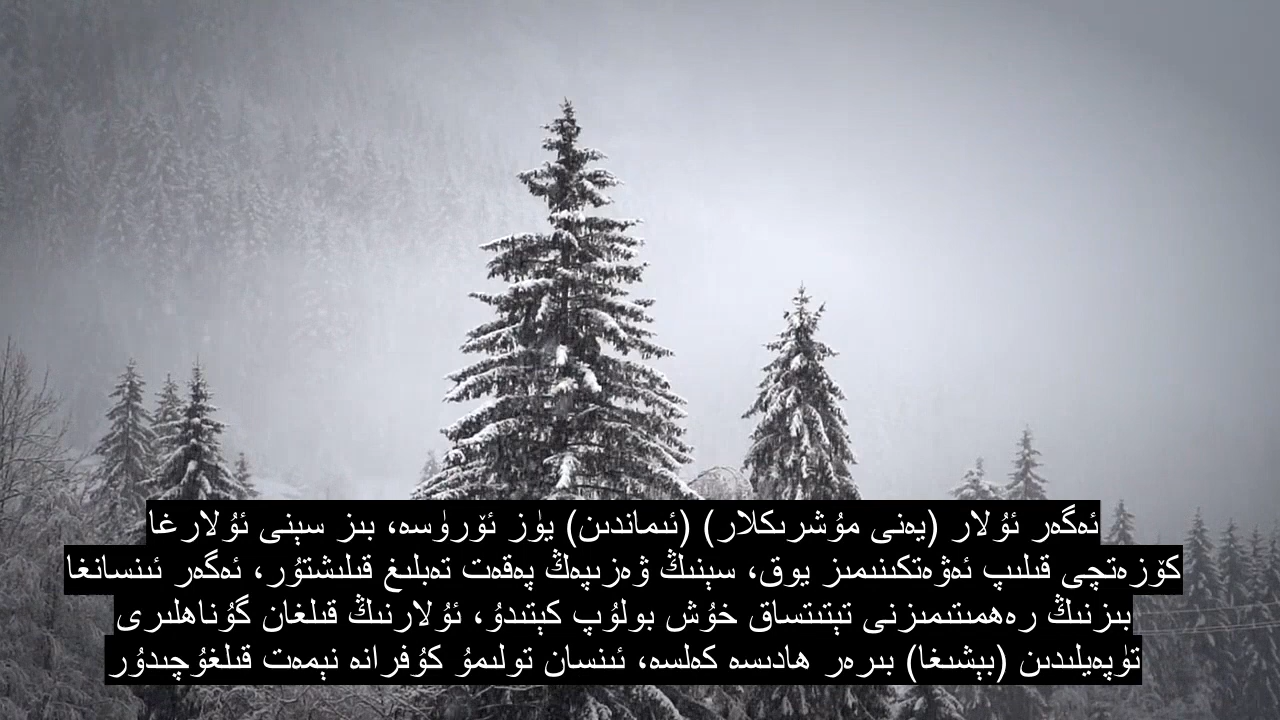 ئەگەر ئۇلار (يەنى مۇشرىكلار) (ئىماندىن) يۈز ئۆرۈسە، بىز سېنى ئۇلارغا
كۆزەتچى قىلىپ ئەۋەتكىنىمىز يوق، سېنىڭ ۋەزىپەڭ پەقەت تەبلىغ قىلىشتۇر، ئەگەر ئىنسانغا
بىزنىڭ رەھمىتىمىزنى تېتىتساق خۇش بولۇپ كېتىدۇ، ئۇلارنىڭ قىلغان گۇناھلىرى
تۈپەيلىدىن (بېشىغا) بىرەر ھادىسە كەلسە، ئىنسان تولىمۇ كۇفرانە نېمەت قىلغۇچىدۇر